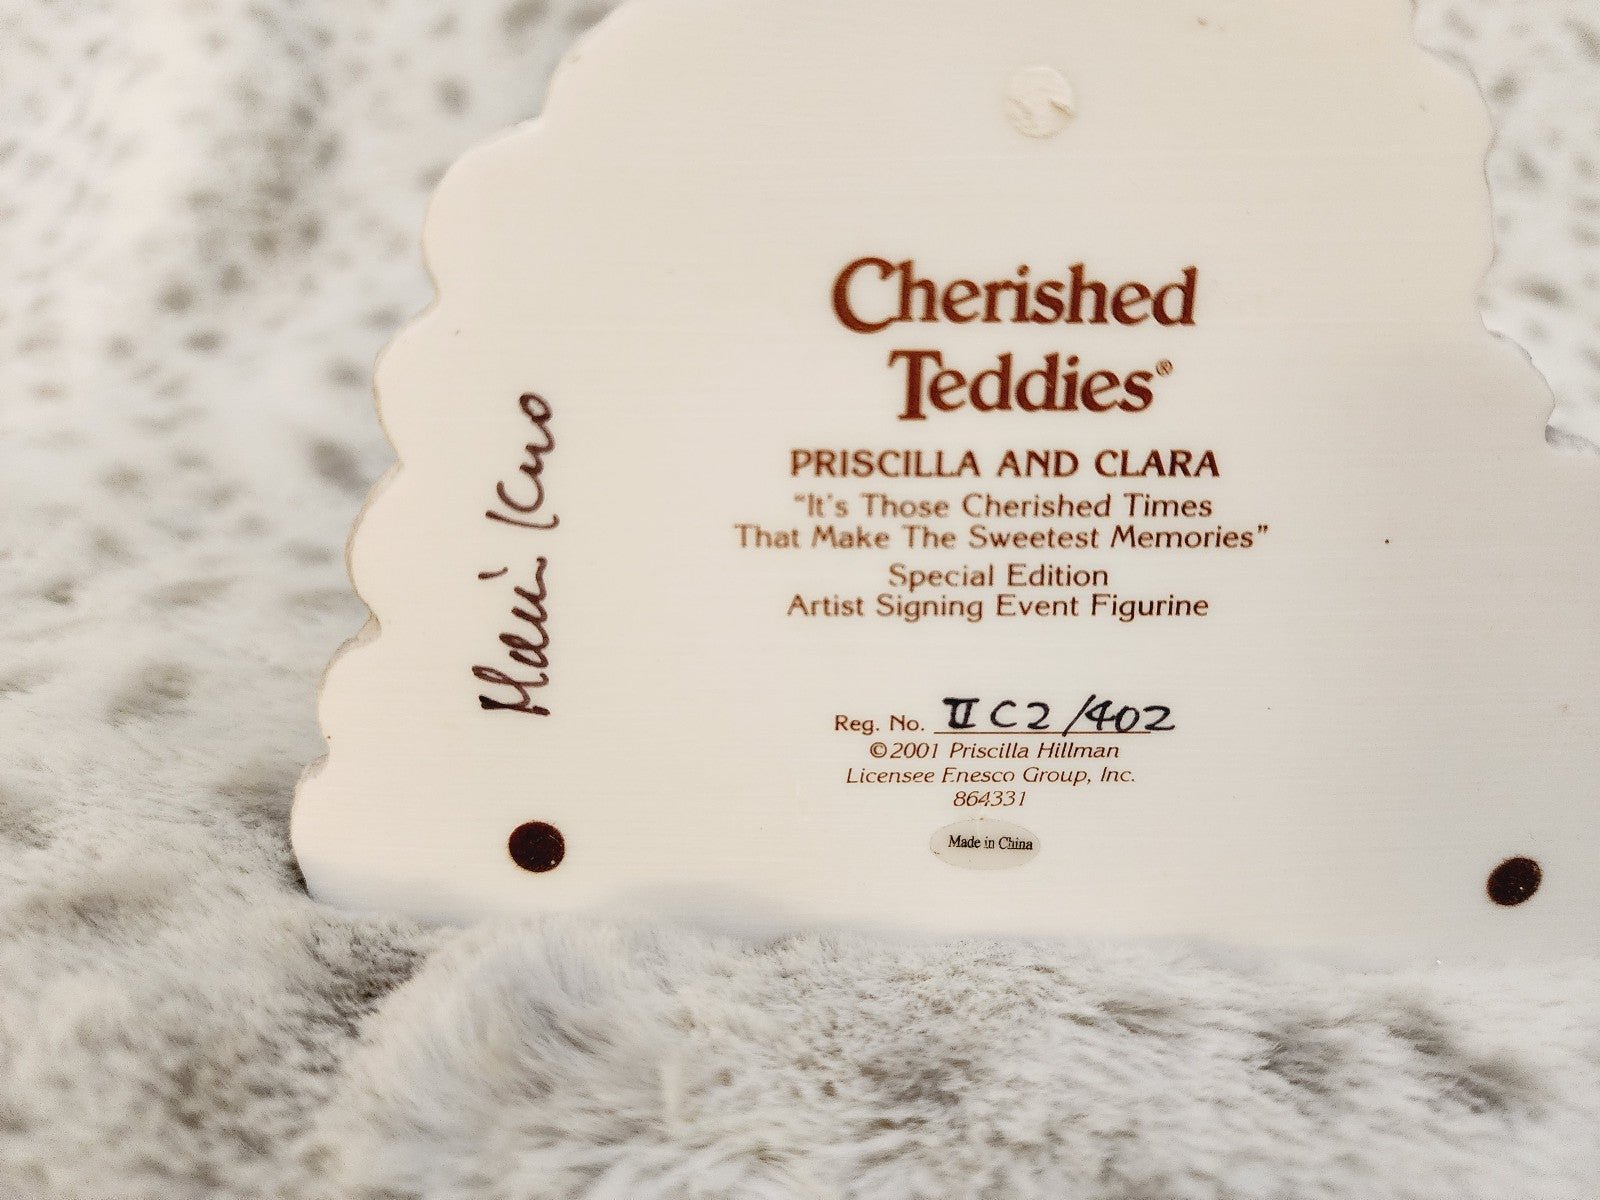 Cherished
Teddies®
PRISCILLA AND CLARA
"It's Those Cherished Times
That Make The Sweetest Memories"
Special Edition
Artist Signing Event Figurine
Reg. No. II C2/402
©2001 Priscilla Hillman
Licensee Enesco Group, Inc.
864331
Made in China